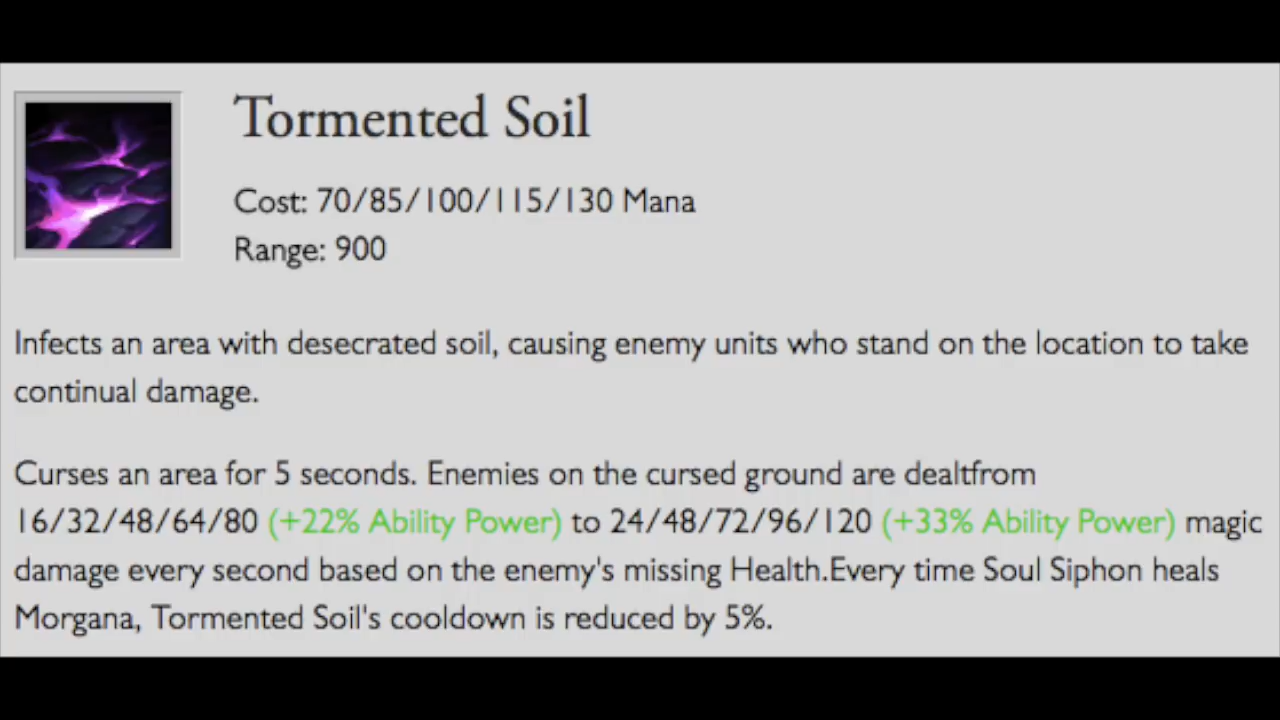 Tormented Soil
Cost: 70/85/100/115/130 Mana
Range: 900
Infects an area with desecrated soil, causing enemy units who stand on the location to take
continual damage.
Curses an area for 5 seconds. Enemies on the cursed ground are dealtfrom
16/32/48/64/80 (+22% Ability Power) to 24/48/72/96/120 (+33% Ability Power) magic
damage every second based on the enemy's missing Health.Every time Soul Siphon heals
Morgana, Tormented Soil's cooldown is reduced by 5%.